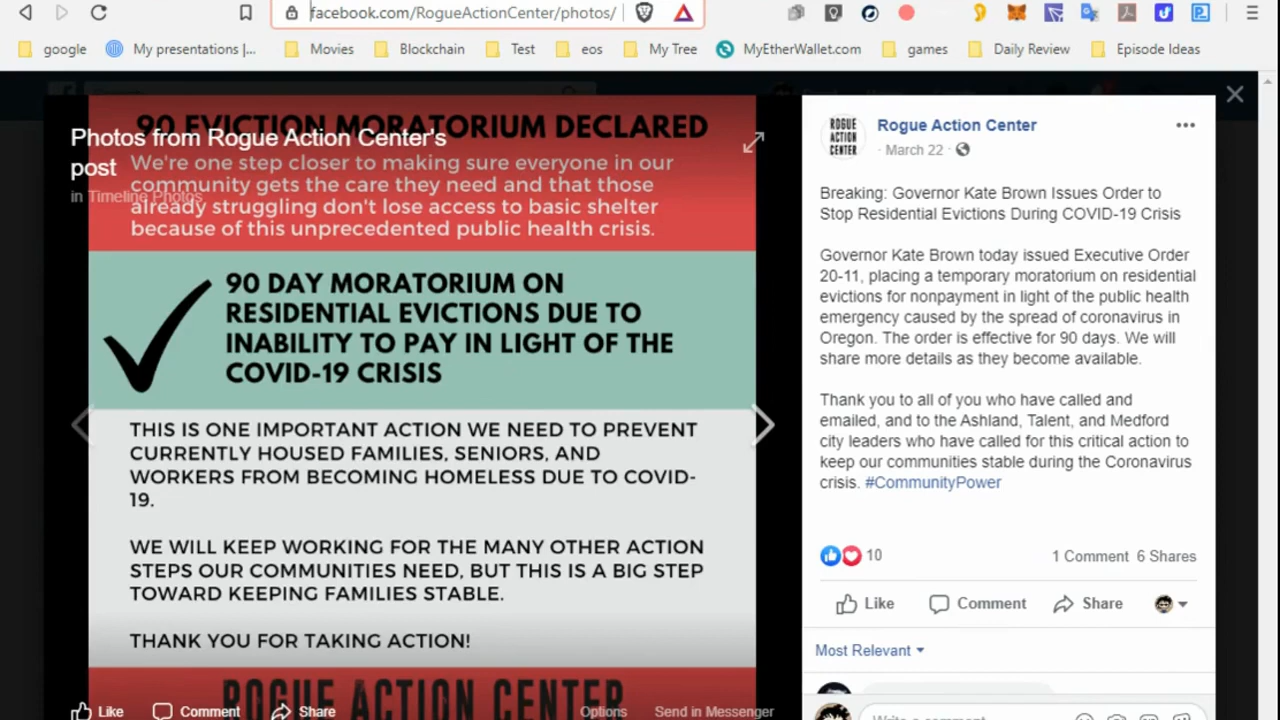 facebook.com/RogueActionCenter/photos/
google
My presentations |...
Movies
Blockchain
Test
eos
My Tree
MyEtherWallet.com
games
Daily Review
Episode Ideas
90 EVICTION MORATORIUM DECLARED
Photos from Rogue Action Center's
post
in Timeline Photos
We're one step closer to making sure everyone in our
community gets the care they need and that those
already struggling don't lose access to basic shelter
because of this unprecedented public health crisis.
90 DAY MORATORIUM ON
RESIDENTIAL EVICTIONS DUE TO
INABILITY TO PAY IN LIGHT OF THE
COVID-19 CRISIS
THIS IS ONE IMPORTANT ACTION WE NEED TO PREVENT
CURRENTLY HOUSED FAMILIES, SENIORS, AND
WORKERS FROM BECOMING HOMELESS DUE TO COVID-
19.
WE WILL KEEP WORKING FOR THE MANY OTHER ACTION
STEPS OUR COMMUNITIES NEED, BUT THIS IS A BIG STEP
TOWARD KEEPING FAMILIES STABLE.
THANK YOU FOR TAKING ACTION!
ROGUE ACTION CENTER
Like Comment Share Options Send in Messenger
ROGUE
ACTION
CENTER
Rogue Action Center
March 22
Breaking: Governor Kate Brown Issues Order to
Stop Residential Evictions During COVID-19 Crisis
Governor Kate Brown today issued Executive Order
20-11, placing a temporary moratorium on residential
evictions for nonpayment in light of the public health
emergency caused by the spread of coronavirus in
Oregon. The order is effective for 90 days. We will
share more details as they become available.
Thank you to all of you who have called and
emailed, and to the Ashland, Talent, and Medford
city leaders who have called for this critical action to
keep our communities stable during the Coronavirus
crisis. #CommunityPower
10 1 Comment 6 Shares
Like Comment Share
Most Relevant
Write a comment...